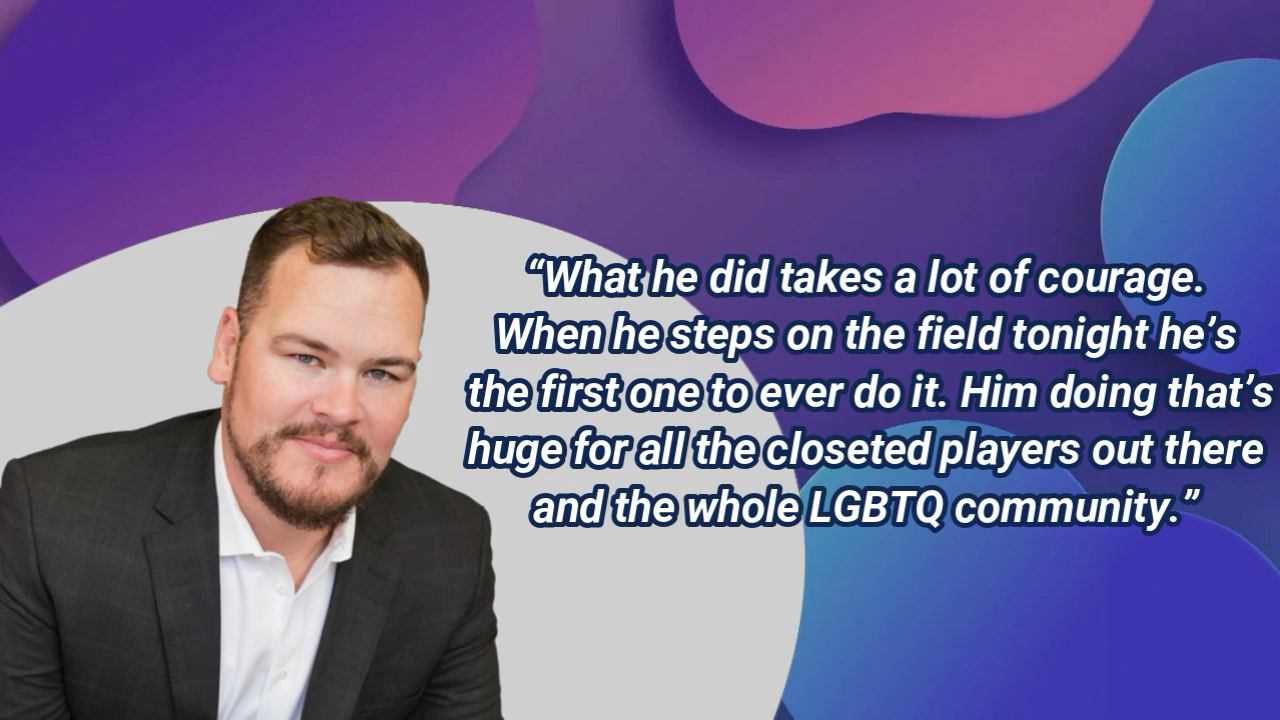 “What he did takes a lot of courage.
When he steps on the field tonight he’s
the first one to ever do it. Him doing that’s
huge for all the closeted players out there
and the whole LGBTQ community.”